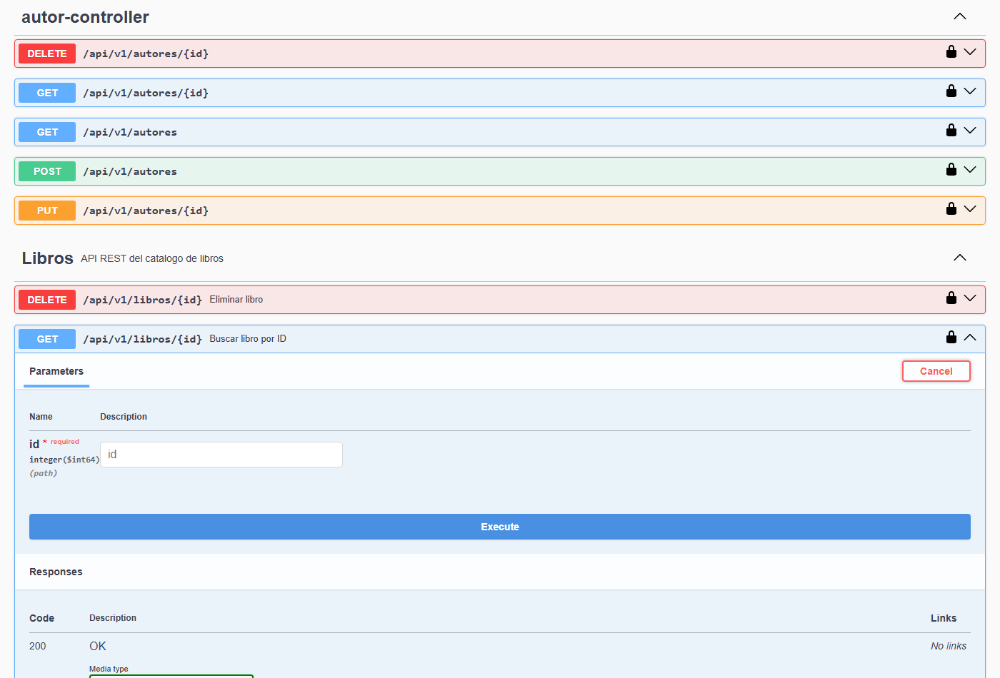 autor-controller
DELETE /api/v1/autores/{id}
GET /api/v1/autores/{id}
GET /api/v1/autores
POST /api/v1/autores
PUT /api/v1/autores/{id}
Libros API REST del catalogo de libros
DELETE /api/v1/libros/{id} Eliminar libro
GET /api/v1/libros/{id} Buscar libro por ID
Parameters Cancel
Name Description
id * required
integer($int64) id
(path)
Execute
Responses
Code Description Links
200 OK No links
Media type